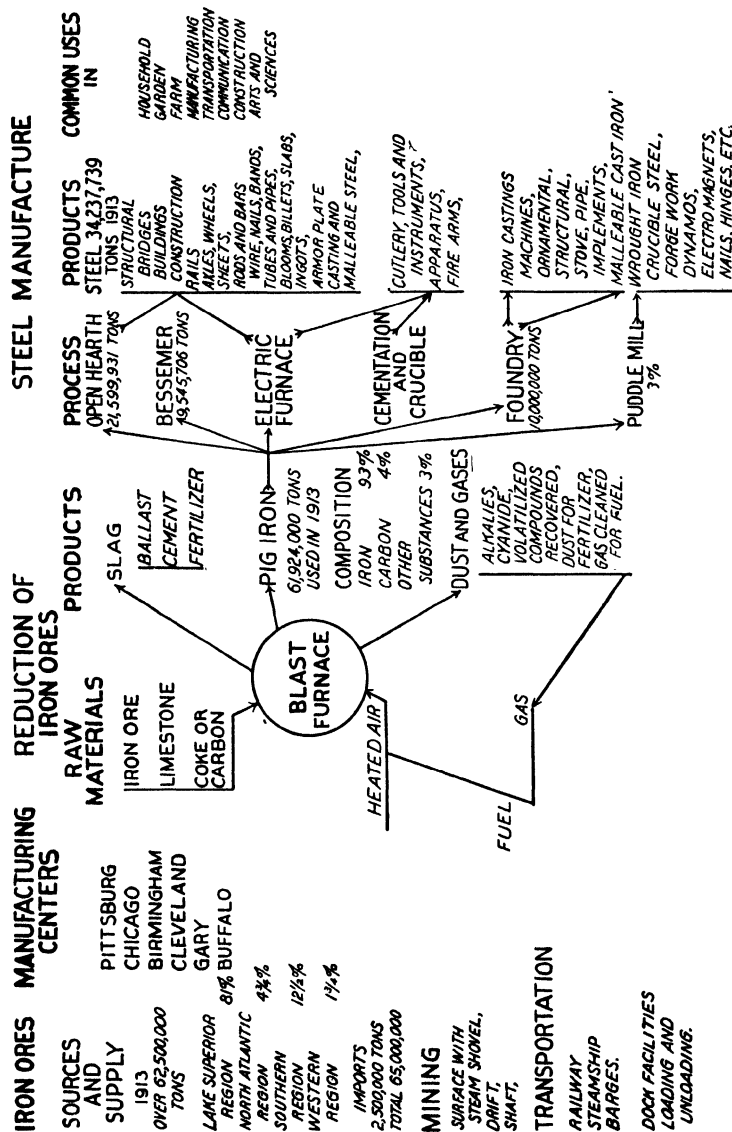 IRON ORES
SOURCES
AND
SUPPLY
1913
OVER 62,500,000
TONS
LAKE SUPERIOR
REGION 81%
NORTH ATLANTIC
REGION 4¾%
SOUTHERN
REGION 12½%
WESTERN
REGION 1¾%
IMPORTS
2,500,000 TONS
TOTAL 65,000,000
MINING
SURFACE WITH
STEAM SHOVEL,
DRIFT,
SHAFT,
TRANSPORTATION
RAILWAY
STEAMSHIP
BARGES.
DOCK FACILITIES
LOADING AND
UNLOADING.
MANUFACTURING
CENTERS
PITTSBURG
CHICAGO
BIRMINGHAM
CLEVELAND
GARY
BUFFALO
REDUCTION OF
IRON ORES
RAW
MATERIALS
IRON ORE
LIMESTONE
COKE OR
CARBON
BLAST
FURNACE
HEATED AIR
FUEL
GAS
PRODUCTS
SLAG
BALLAST
CEMENT
FERTILIZER
PIG IRON
61,924,000 TONS
USED IN 1913
COMPOSITION
IRON 93%
CARBON 4%
OTHER
SUBSTANCES 3%
DUST AND GASES
ALKALIES,
CYANIDE,
VOLATILIZED
COMPOUNDS
RECOVERED,
DUST FOR
FERTILIZER,
GAS CLEANED
FOR FUEL.
STEEL MANUFACTURE
PROCESS
OPEN HEARTH
21,599,931 TONS
BESSEMER
49,545,706 TONS
ELECTRIC
FURNACE
CEMENTATION
AND
CRUCIBLE
FOUNDRY
10,000,000 TONS
PUDDLE MILL
3%
PRODUCTS
STEEL 34,237,739
TONS 1913
STRUCTURAL
BRIDGES
BUILDINGS
CONSTRUCTION
RAILS
AXLES, WHEELS,
SHEETS,
RODS AND BARS
WIRE, NAILS, BANDS,
TUBES AND PIPES,
BLOOMS, BILLETS, SLABS,
INGOTS,
ARMOR PLATE
CASTING AND
MALLEABLE STEEL,
CUTLERY, TOOLS AND
INSTRUMENTS,
APPARATUS,
FIRE ARMS,
IRON CASTINGS
MACHINES,
ORNAMENTAL,
STRUCTURAL,
STOVE, PIPE,
IMPLEMENTS,
MALLEABLE CAST IRON'
WROUGHT IRON
CRUCIBLE STEEL,
FORGE WORK
DYNAMOS,
ELECTRO MAGNETS,
NAILS, HINGES, ETC.
COMMON USES
IN
HOUSEHOLD
GARDEN
FARM
MANUFACTURING
TRANSPORTATION
COMMUNICATION
CONSTRUCTION
ARTS AND
SCIENCES